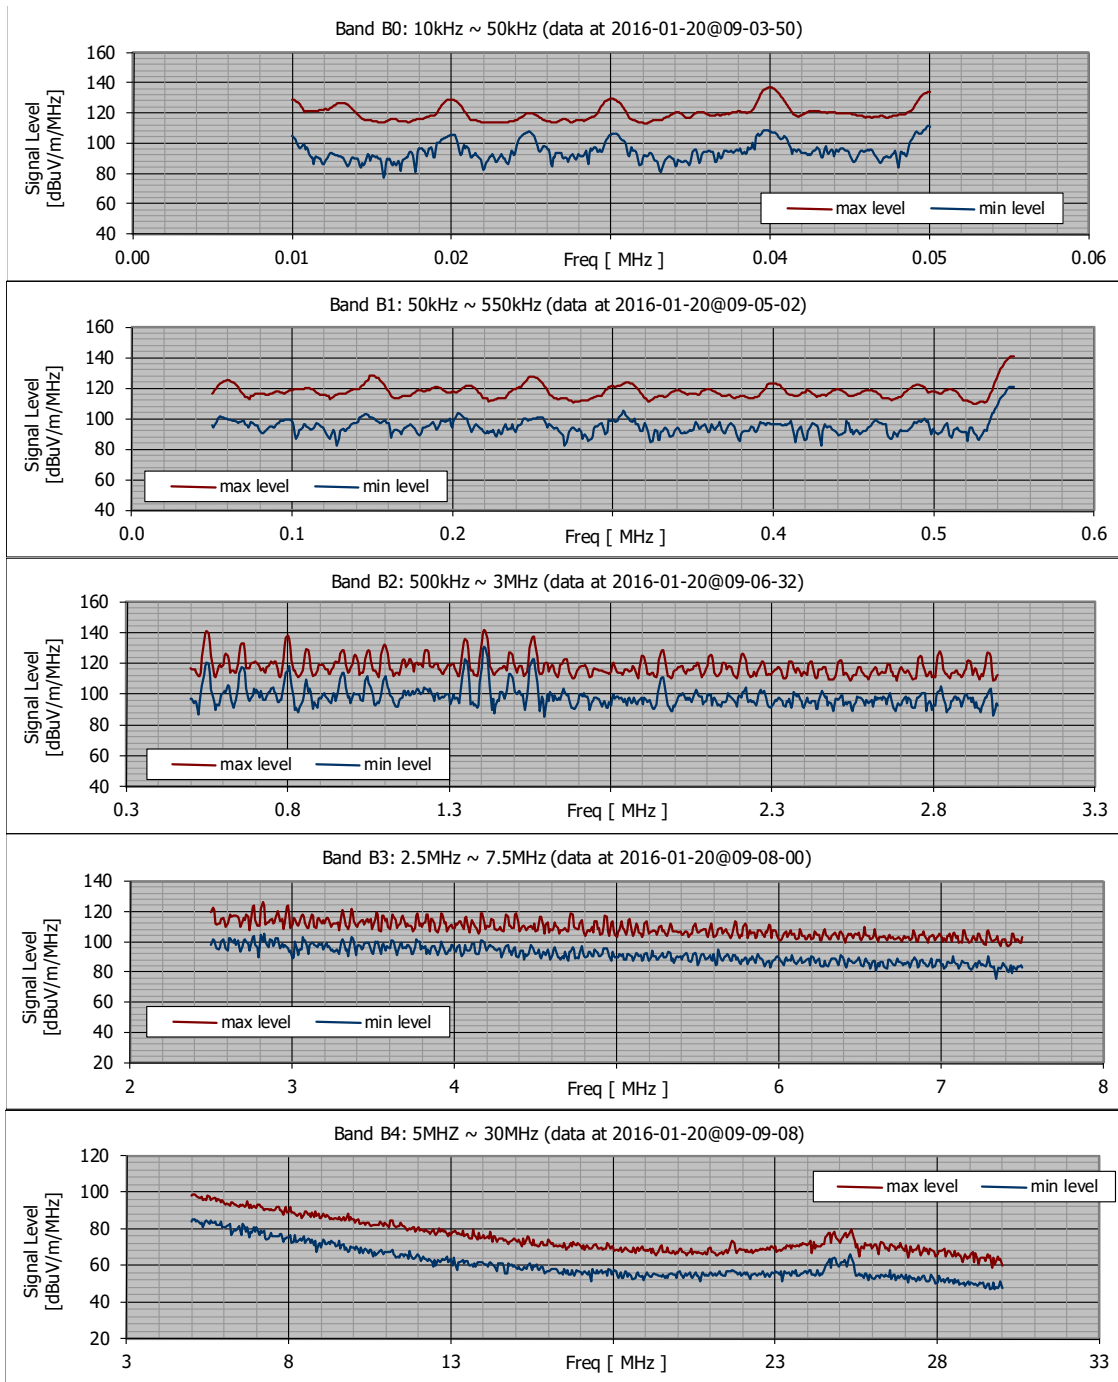 Band B0: 10kHz ~ 50kHz (data at 2016-01-20@09-03-50)
160
140
120
100
80
60
40
Signal Level
[dBuV/m/MHz]
max level min level
0.00 0.01 0.02 Freq [ MHz ] 0.04 0.05 0.06
Band B1: 50kHz ~ 550kHz (data at 2016-01-20@09-05-02)
160
140
120
100
80
60
40
Signal Level
[dBuV/m/MHz]
max level min level
0.0 0.1 0.2 Freq [ MHz ] 0.4 0.5 0.6
Band B2: 500kHz ~ 3MHz (data at 2016-01-20@09-06-32)
160
140
120
100
80
60
40
Signal Level
[dBuV/m/MHz]
max level min level
0.3 0.8 1.3 Freq [ MHz ] 2.3 2.8 3.3
Band B3: 2.5MHz ~ 7.5MHz (data at 2016-01-20@09-08-00)
140
120
100
80
60
40
20
Signal Level
[dBuV/m/MHz]
max level min level
2 3 4 Freq [ MHz ] 6 7 8
Band B4: 5MHZ ~ 30MHz (data at 2016-01-20@09-09-08)
120
100
80
60
40
20
Signal Level
[dBuV/m/MHz]
max level min level
3 8 13 Freq [ MHz ] 23 28 33